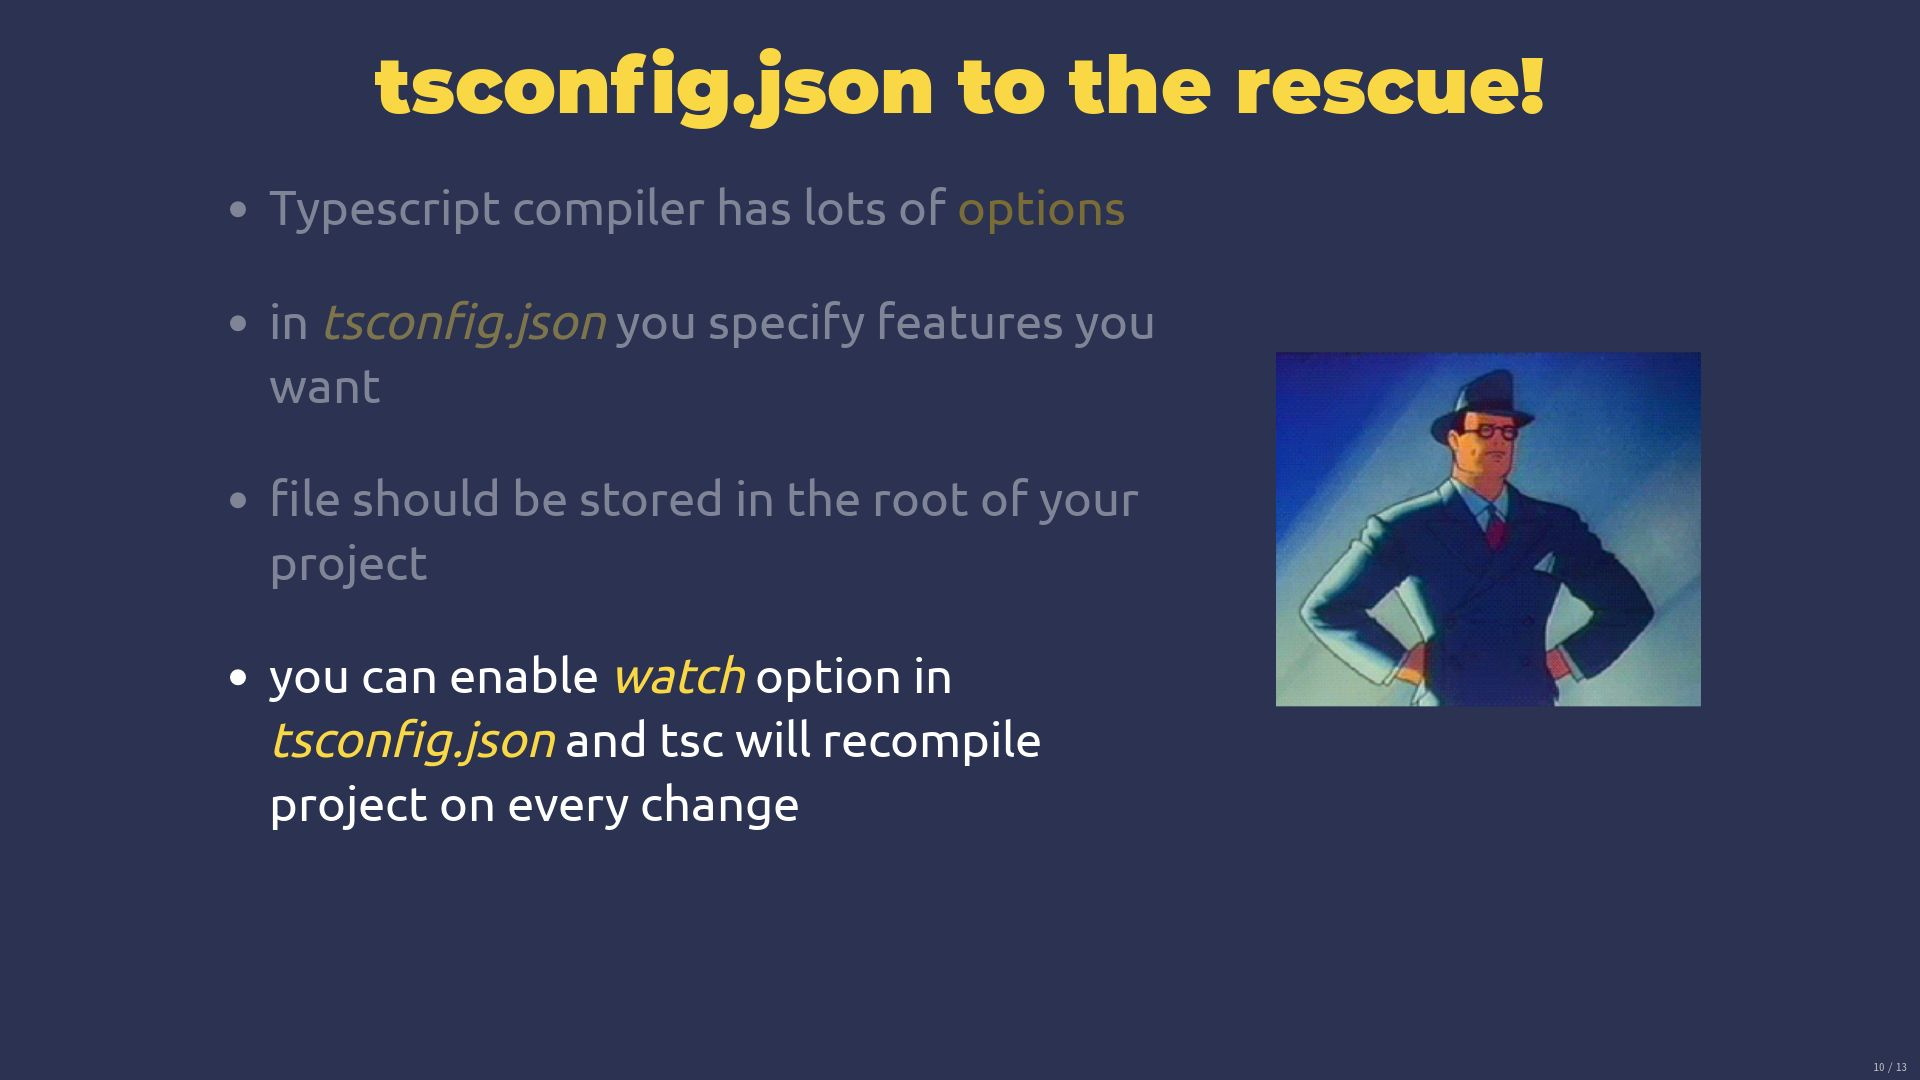 tsconfig.json to the rescue!
• Typescript compiler has lots of options
• in tsconfig.json you specify features you
want
• file should be stored in the root of your
project
• you can enable watch option in
tsconfig.json and tsc will recompile
project on every change
10 / 13